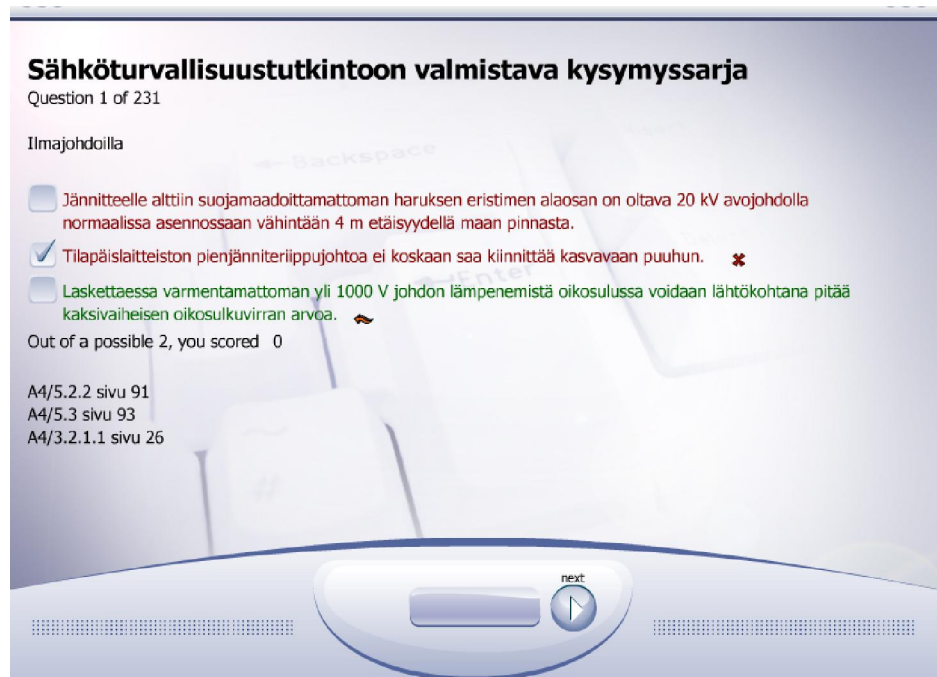 Sähköturvallisuustutkintoon valmistava kysymyssarja
Question 1 of 231
Ilmajohdoilla
Backspace
Enter
Jännitteelle alttiin suojamaadoittamattoman haruksen eristimen alaosan on oltava 20 kV avojohdolla
normaalissa asennossaan vähintään 4 m etäisyydellä maan pinnasta.
Tilapäislaitteiston pienjänniteriippujohtoa ei koskaan saa kiinnittää kasvavaan puuhun.
Laskettaessa varmentamattoman yli 1000 V johdon lämpenemistä oikosulussa voidaan lähtökohtana pitää
kaksivaiheisen oikosulkuvirran arvoa.
Out of a possible 2, you scored 0
A4/5.2.2 sivu 91
A4/5.3 sivu 93
A4/3.2.1.1 sivu 26
next